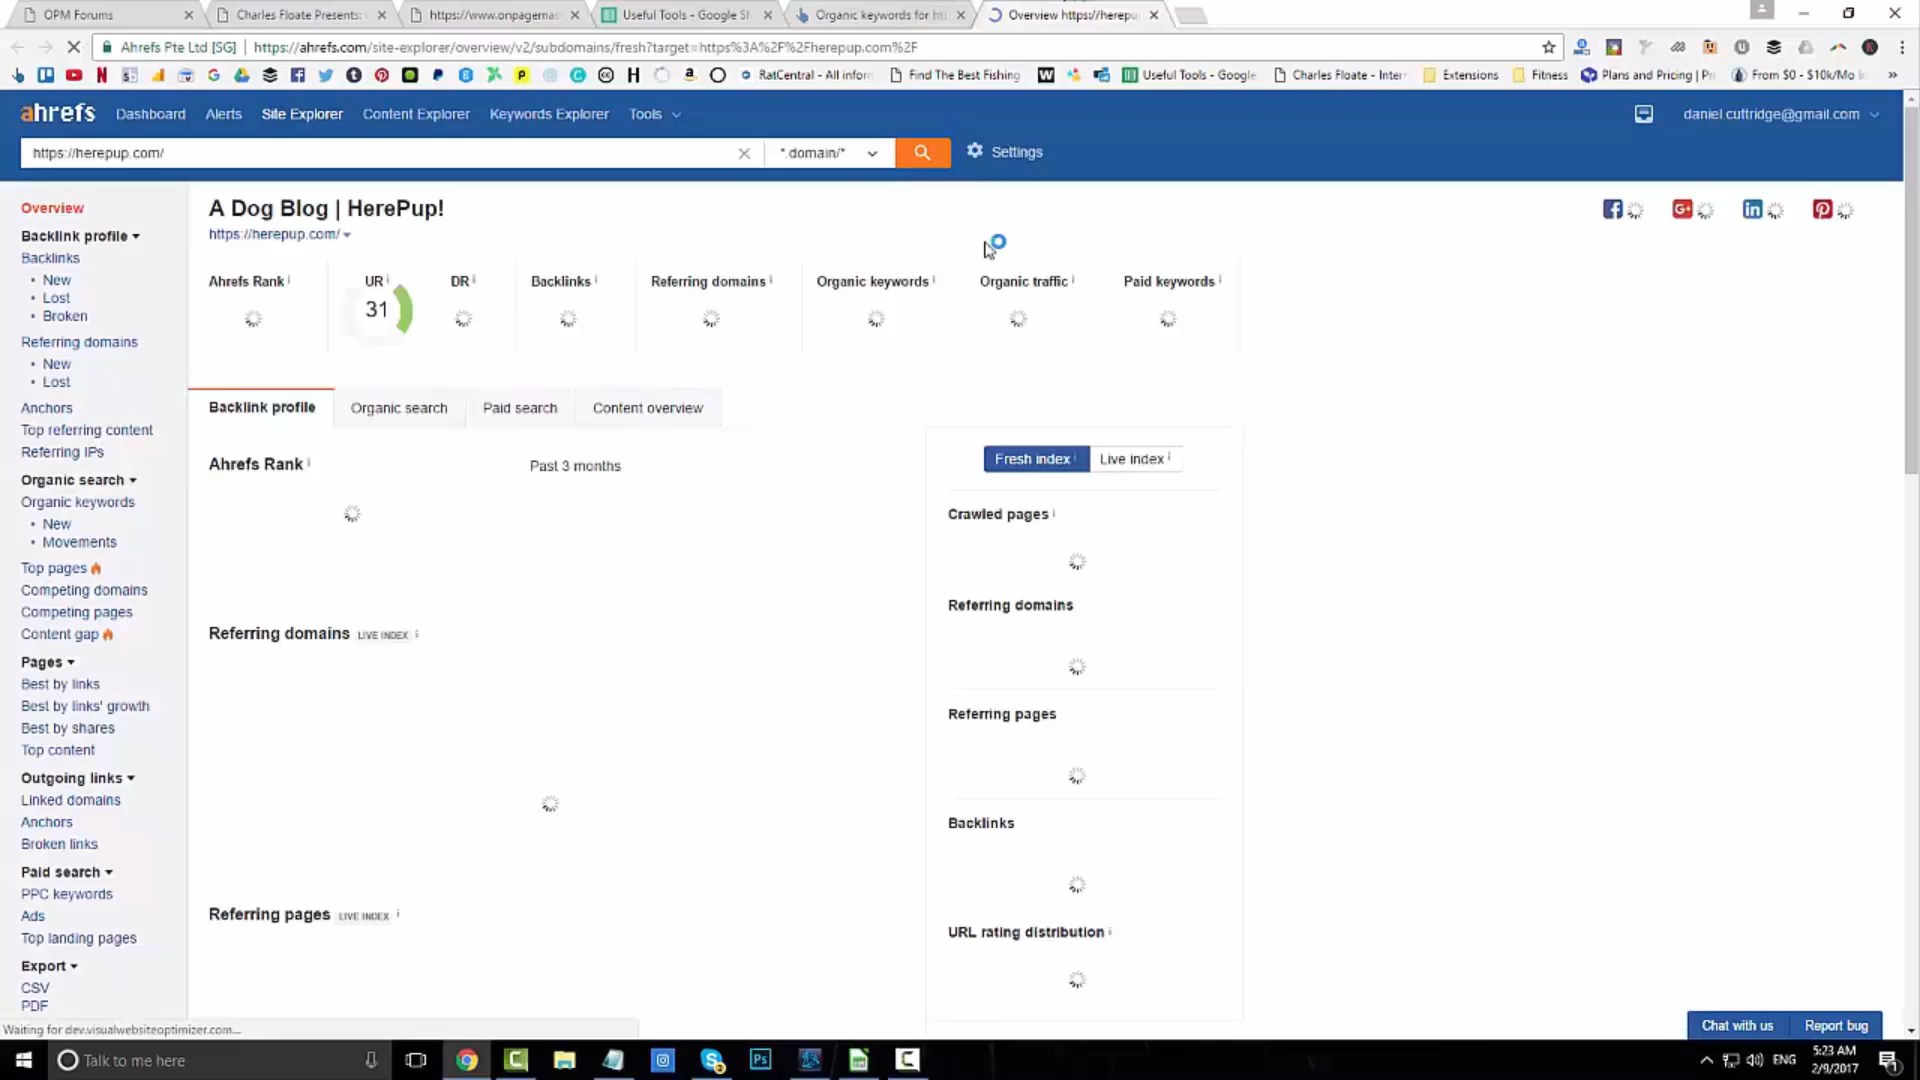 OPM Forums
Charles Floate Presents:
https://www.onpagemas
Useful Tools - Google Sl
Organic keywords for ht
Overview https://herepu
Ahrefs Pte Ltd [SG]
https://ahrefs.com/site-explorer/overview/v2/subdomains/fresh?target=https%3A%2F%2Fherepup.com%2F
RatCentral - All inform
Find The Best Fishing
Useful Tools - Google
Charles Floate - Inter
Extensions
Fitness
Plans and Pricing | Pr
From $0 - $10k/Mo
ahrefs
Dashboard
Alerts
Site Explorer
Content Explorer
Keywords Explorer
Tools
daniel.cuttridge@gmail.com
https://herepup.com/
*.domain/*
Settings
Overview
Backlink profile
Backlinks
New
Lost
Broken
Referring domains
New
Lost
Anchors
Top referring content
Referring IPs
Organic search
Organic keywords
New
Movements
Top pages
Competing domains
Competing pages
Content gap
Pages
Best by links
Best by links' growth
Best by shares
Top content
Outgoing links
Linked domains
Anchors
Broken links
Paid search
PPC keywords
Ads
Top landing pages
Export
CSV
PDF
A Dog Blog | HerePup!
https://herepup.com/
Ahrefs Rank
UR
31
DR
Backlinks
Referring domains
Organic keywords
Organic traffic
Paid keywords
Backlink profile
Organic search
Paid search
Content overview
Ahrefs Rank
Past 3 months
Referring domains LIVE INDEX
Referring pages LIVE INDEX
Fresh index
Live index
Crawled pages
Referring domains
Referring pages
Backlinks
URL rating distribution
Chat with us
Report bug
Waiting for dev.visualwebsiteoptimizer.com...
Talk to me here
ENG
5:23 AM
2/9/2017